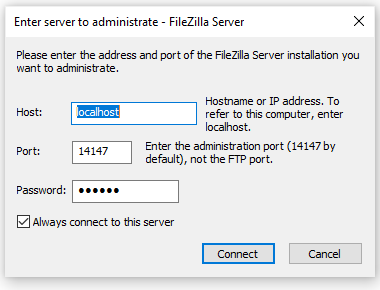 Enter server to administrate - FileZilla Server
Please enter the address and port of the FileZilla Server installation you
want to administrate.
Host:
localhost
Hostname or IP address. To
refer to this computer, enter
localhost.
Port:
14147
Enter the administration port (14147 by
default), not the FTP port.
Password:
●●●●●●
Always connect to this server
Connect
Cancel